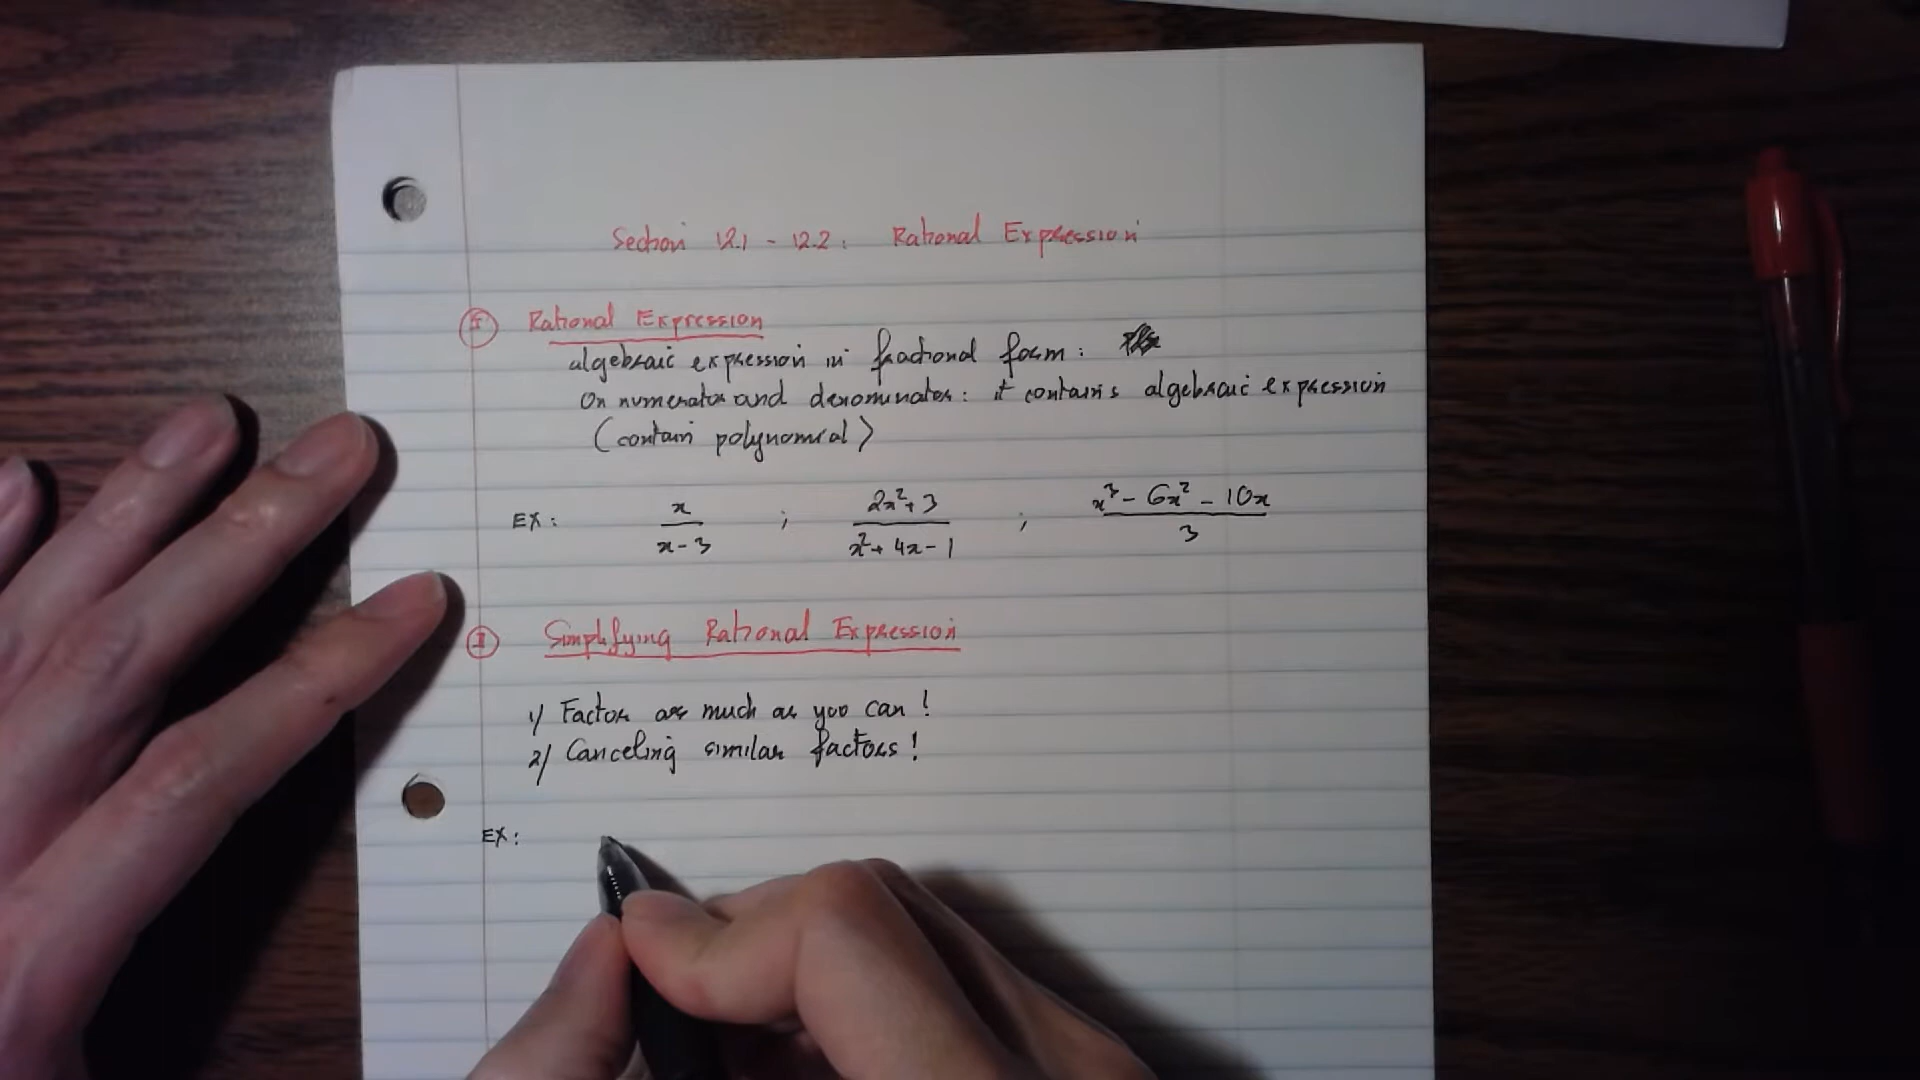 Section 12.1 - 12.2: Rational Expression
I Rational Expression
algebraic expression in fractional form:
On numerator and denominator: it contains algebraic expression
(contain polynomial)
EX: x/(x-3) ; (2x²+3)/(x²+4x-1) ; (x³-6x²-10x)/3
II Simplifying Rational Expression
1) Factor as much as you can!
2) Canceling similar factors!
EX: